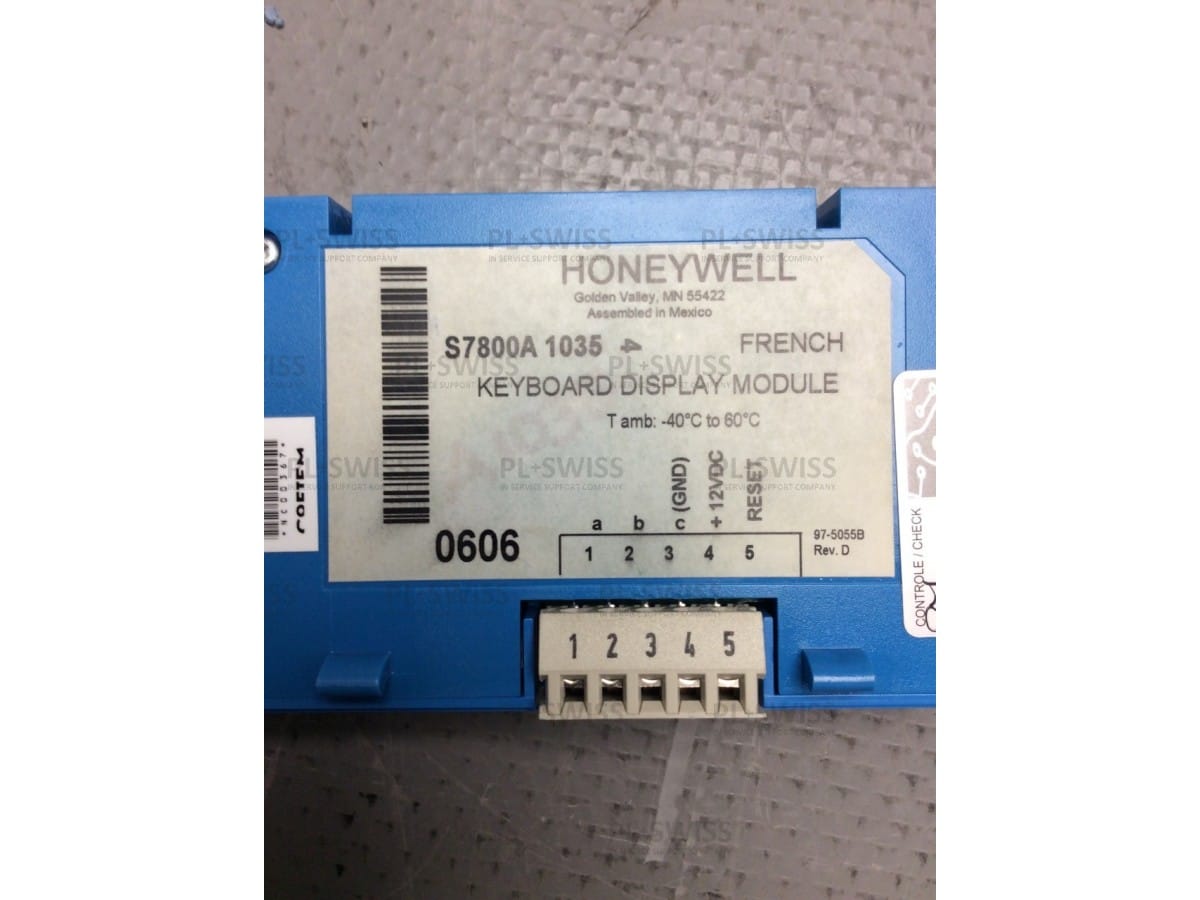 PL+SWISS
IN SERVICE SUPPORT COMPANY
HONEYWELL
Golden Valley, MN 55422
Assembled in Mexico
S7800A 1035 4 FRENCH
KEYBOARD DISPLAY MODULE
T amb: -40°C to 60°C
(GND) + 12VDC RESET
a b c
0606
1 2 3 4 5
97-5055B
Rev. D
*NC00367*
CONTROLE / CHECK
1 2 3 4 5